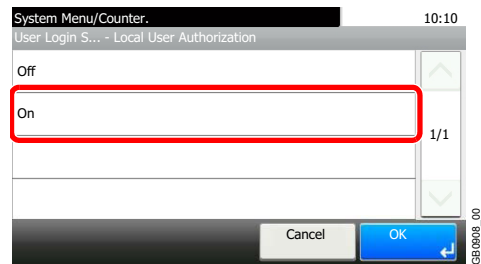 System Menu/Counter. 10:10
User Login S... - Local User Authorization
Off
On
1/1
Cancel OK
GB0908_00